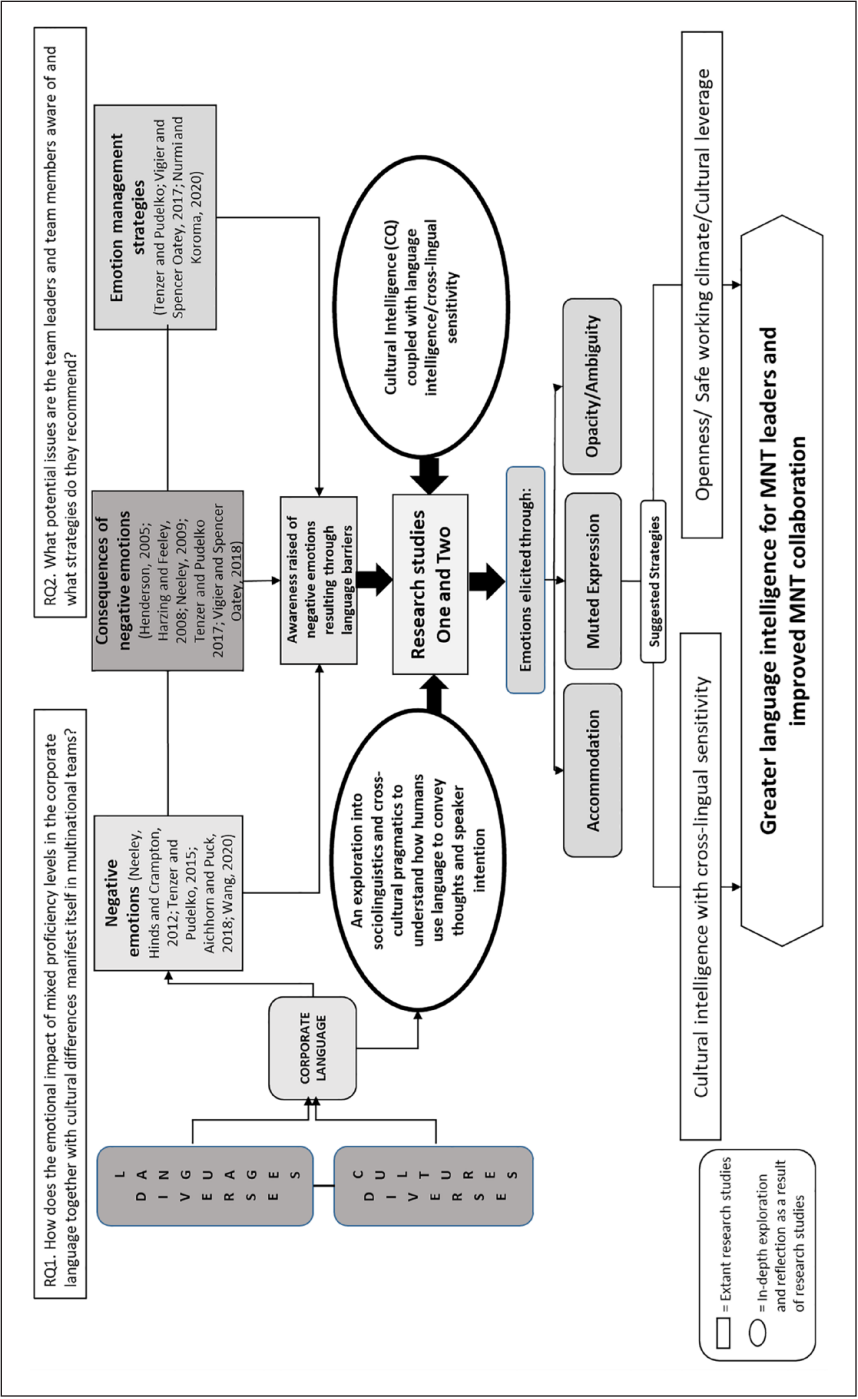 RQ1. How does the emotional impact of mixed proficiency levels in the corporate
language together with cultural differences manifest itself in multinational teams?
RQ2. What potential issues are the team leaders and team members aware of and
what strategies do they recommend?
L
D A
I N
V G
E U
R A
S G
E E
S
C
D U
I L
V T
E U
R R
S E
E S
CORPORATE
LANGUAGE
Negative
emotions (Neeley,
Hinds and Crampton,
2012; Tenzer and
Pudelko, 2015;
Aichhorn and Puck,
2018; Wang, 2020)
Consequences of
negative emotions
(Henderson, 2005;
Harzing and Feeley,
2008; Neeley, 2009;
Tenzer and Pudelko
2017; Vigier and Spencer
Oatey, 2018)
Emotion management
strategies
(Tenzer and Pudelko; Vigier and
Spencer Oatey, 2017; Nurmi and
Koroma, 2020)
Awareness raised of
negative emotions
resulting through
language barriers
An exploration into
sociolinguistics and cross-
cultural pragmatics to
understand how humans
use language to convey
thoughts and speaker
intention
Research studies
One and Two
Cultural Intelligence (CQ)
coupled with language
intelligence/cross-lingual
sensitivity
Emotions elicited through:
Accommodation
Muted Expression
Opacity/Ambiguity
Suggested Strategies
Cultural intelligence with cross-lingual sensitivity
Openness/ Safe working climate/Cultural leverage
Greater language intelligence for MNT leaders and
improved MNT collaboration
= Extant research studies
= In-depth exploration
and reflection as a result
of research studies